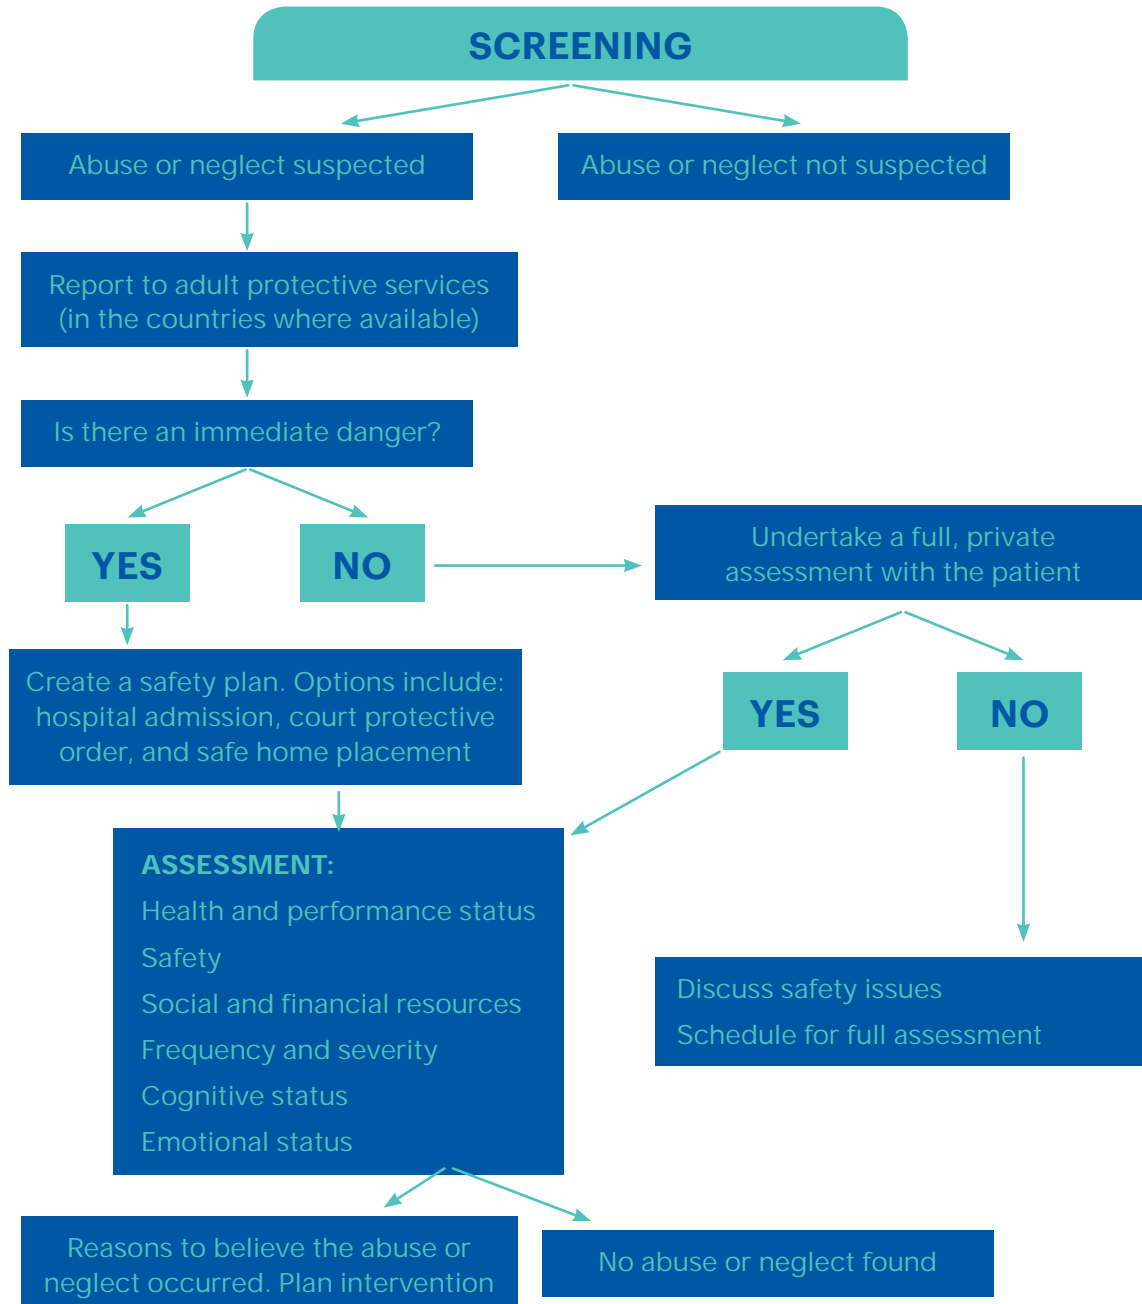 SCREENING
Abuse or neglect suspected
Abuse or neglect not suspected
Report to adult protective services
(in the countries where available)
Is there an immediate danger?
YES
NO
Undertake a full, private
assessment with the patient
Create a safety plan. Options include:
hospital admission, court protective
order, and safe home placement
YES
NO
ASSESSMENT:
Health and performance status
Safety
Social and financial resources
Frequency and severity
Cognitive status
Emotional status
Discuss safety issues
Schedule for full assessment
Reasons to believe the abuse or
neglect occurred. Plan intervention
No abuse or neglect found